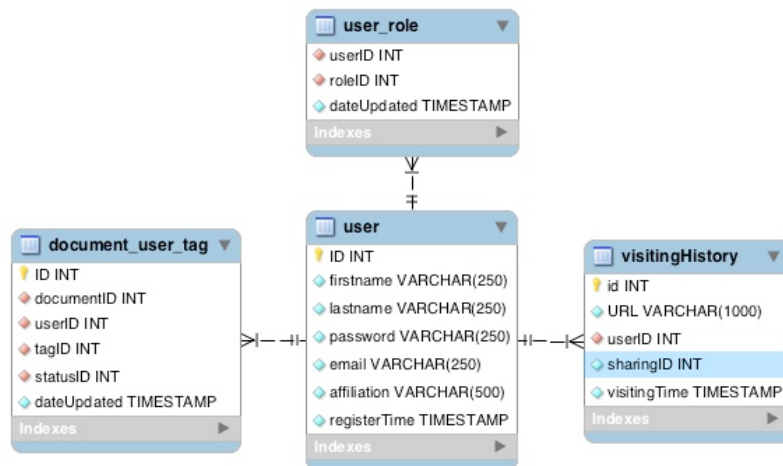 user_role
userID INT
roleID INT
dateUpdated TIMESTAMP
Indexes
document_user_tag
ID INT
documentID INT
userID INT
tagID INT
statusID INT
dateUpdated TIMESTAMP
Indexes
user
ID INT
firstname VARCHAR(250)
lastname VARCHAR(250)
password VARCHAR(250)
email VARCHAR(250)
affiliation VARCHAR(500)
registerTime TIMESTAMP
Indexes
visitingHistory
id INT
URL VARCHAR(1000)
userID INT
sharingID INT
visitingTime TIMESTAMP
Indexes